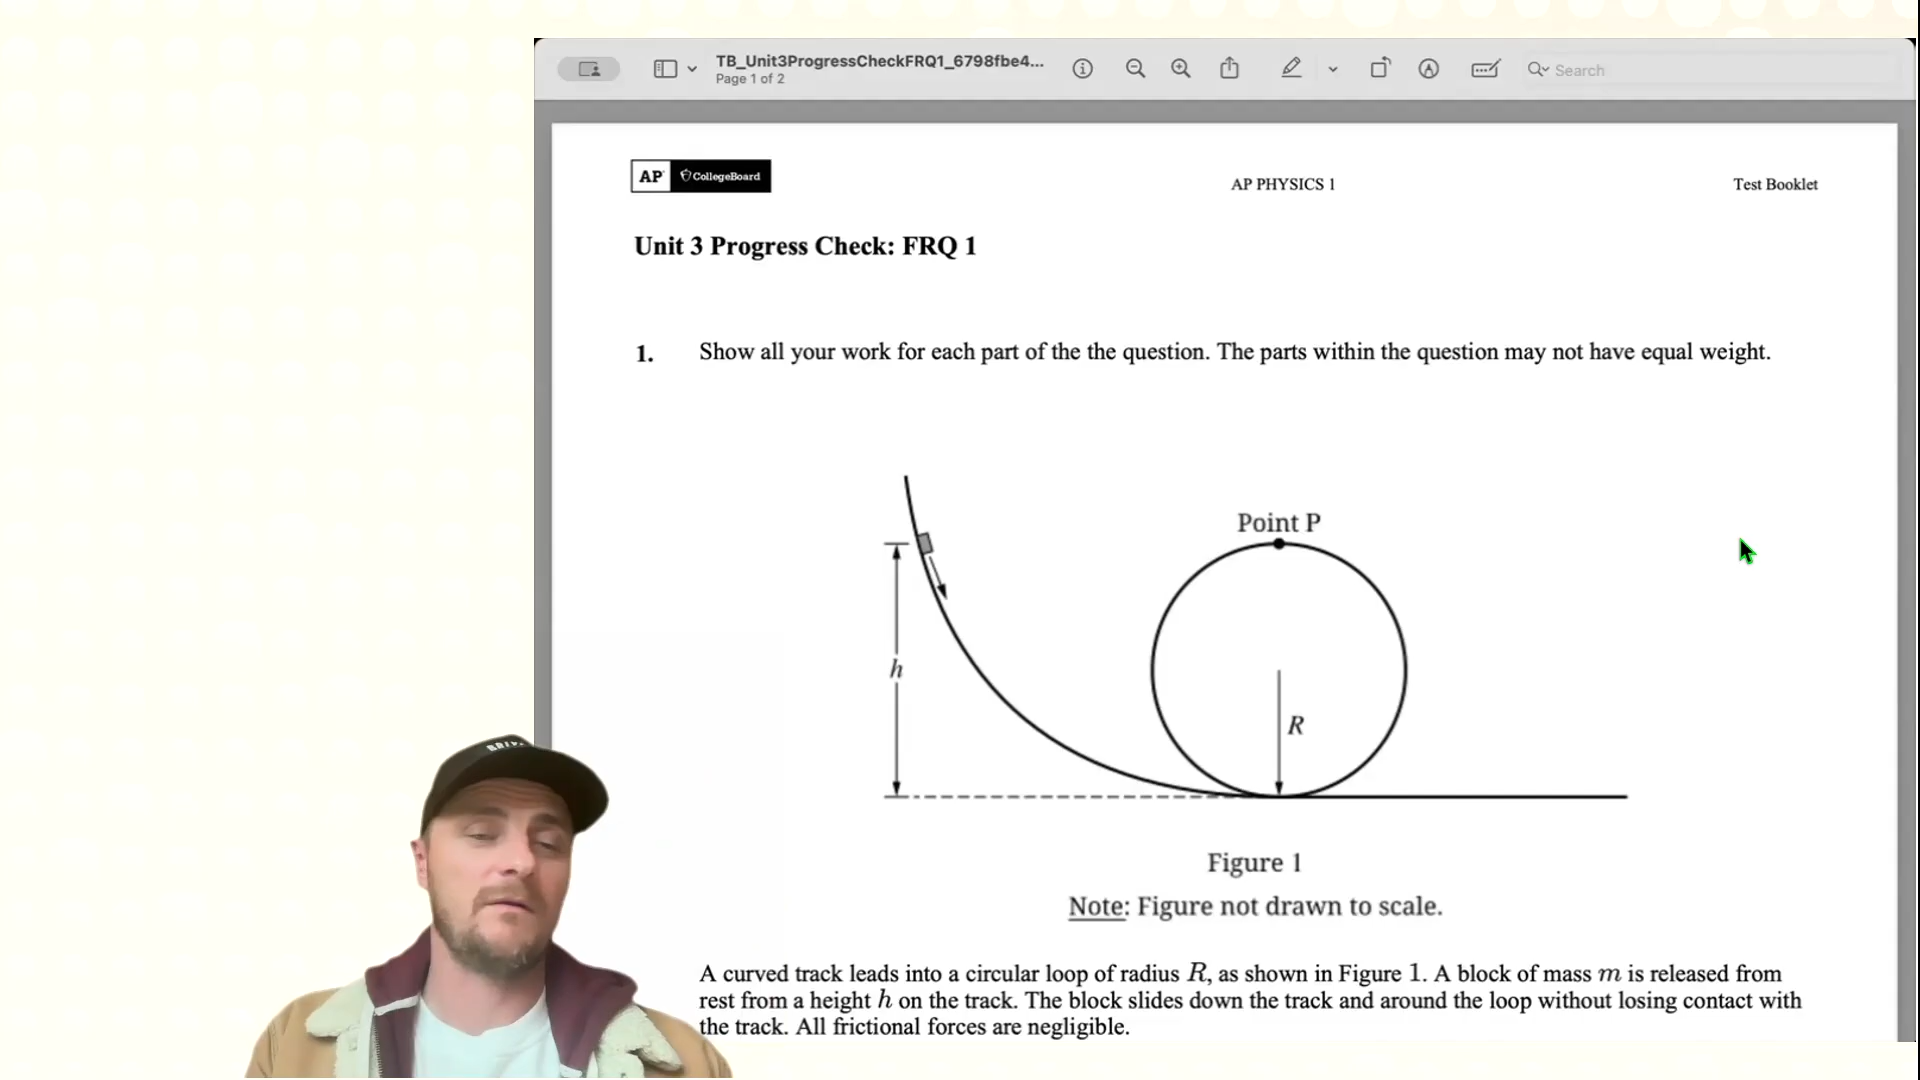 TB_Unit3ProgressCheckFRQ1_6798fbe4...
Page 1 of 2
Search
AP CollegeBoard
AP PHYSICS 1
Test Booklet
Unit 3 Progress Check: FRQ 1
1. Show all your work for each part of the the question. The parts within the question may not have equal weight.
Point P
h
R
Figure 1
Note: Figure not drawn to scale.
A curved track leads into a circular loop of radius R, as shown in Figure 1. A block of mass m is released from
rest from a height h on the track. The block slides down the track and around the loop without losing contact with
the track. All frictional forces are negligible.